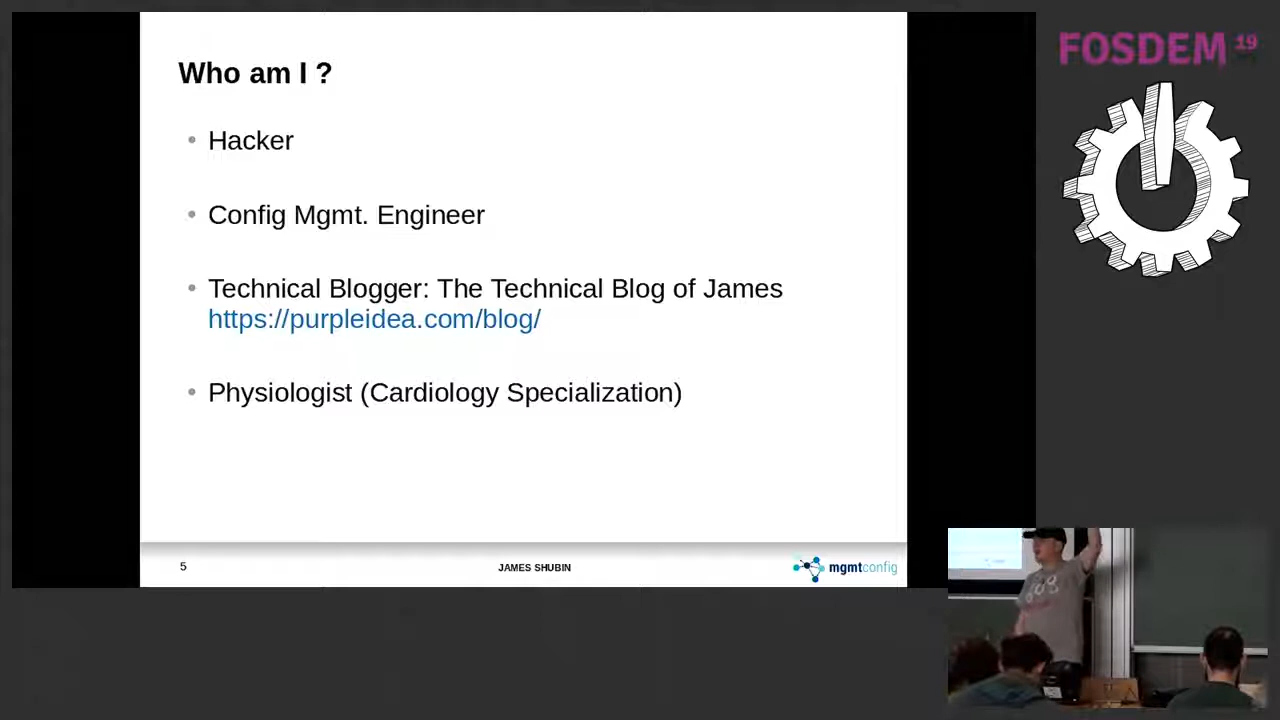 Who am I ?
Hacker
Config Mgmt. Engineer
Technical Blogger: The Technical Blog of James
https://purpleidea.com/blog/
Physiologist (Cardiology Specialization)
5
JAMES SHUBIN
mgmtconfig
FOSDEM 19